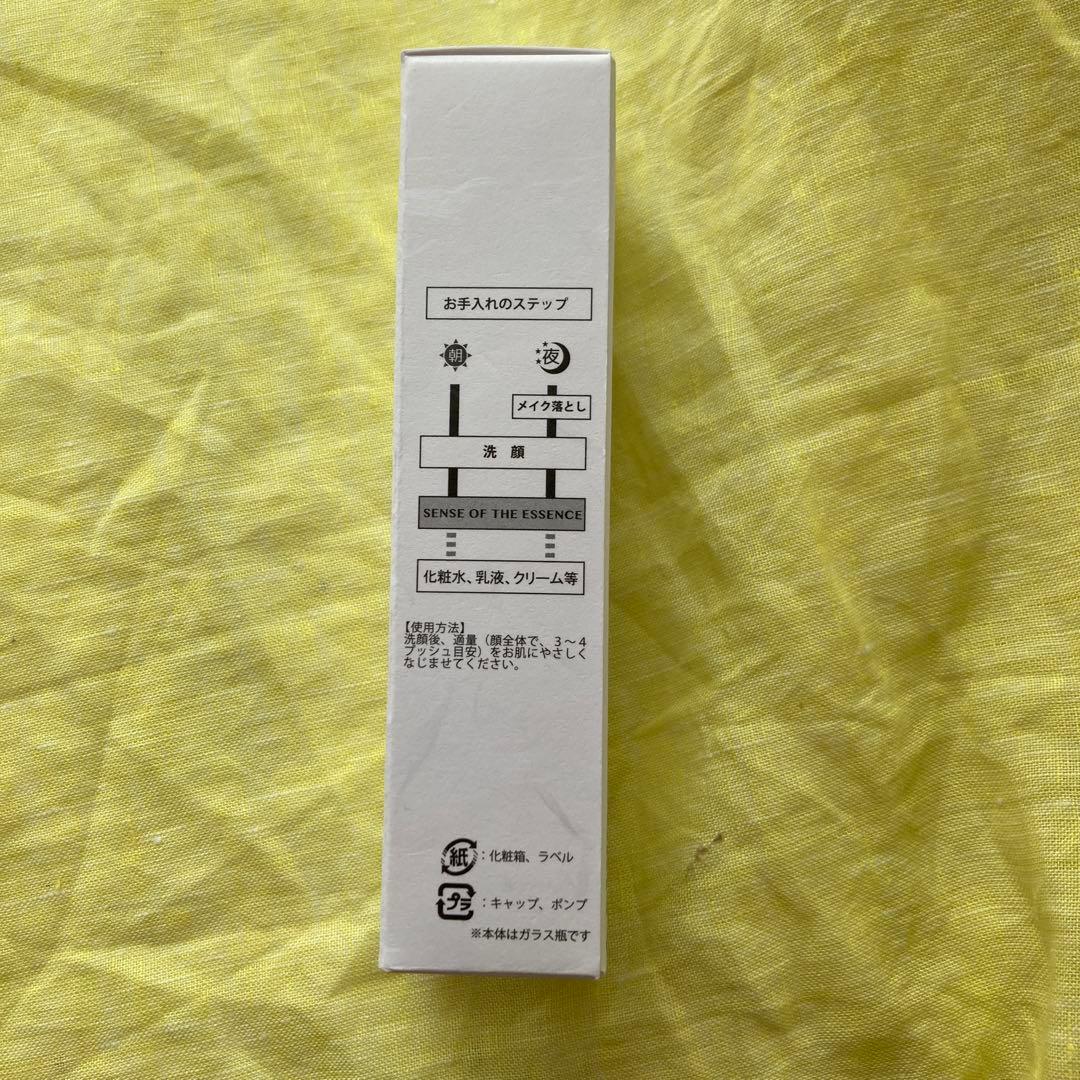 お手入れのステップ
朝 夜
メイク落とし
洗 顔
SENSE OF THE ESSENCE
化粧水、乳液、クリーム等
【使用方法】
洗顔後、適量（顔全体で、3〜4
プッシュ目安）をお肌にやさしく
なじませてください。
紙：化粧箱、ラベル
プラ：キャップ、ポンプ
※本体はガラス瓶です